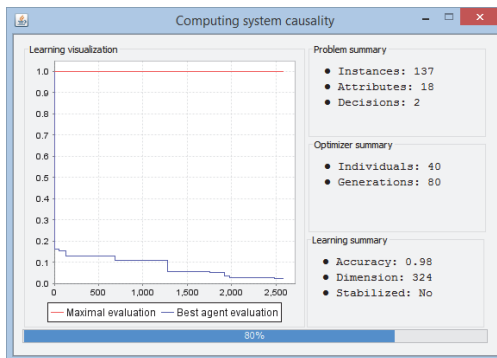 Computing system causality
Learning visualization
1.0
0.9
0.8
0.7
0.6
0.5
0.4
0.3
0.2
0.1
0.0
0 500 1,000 1,500 2,000 2,500
Maximal evaluation Best agent evaluation
Problem summary
Instances: 137
Attributes: 18
Decisions: 2
Optimizer summary
Individuals: 40
Generations: 80
Learning summary
Accuracy: 0.98
Dimension: 324
Stabilized: No
80%